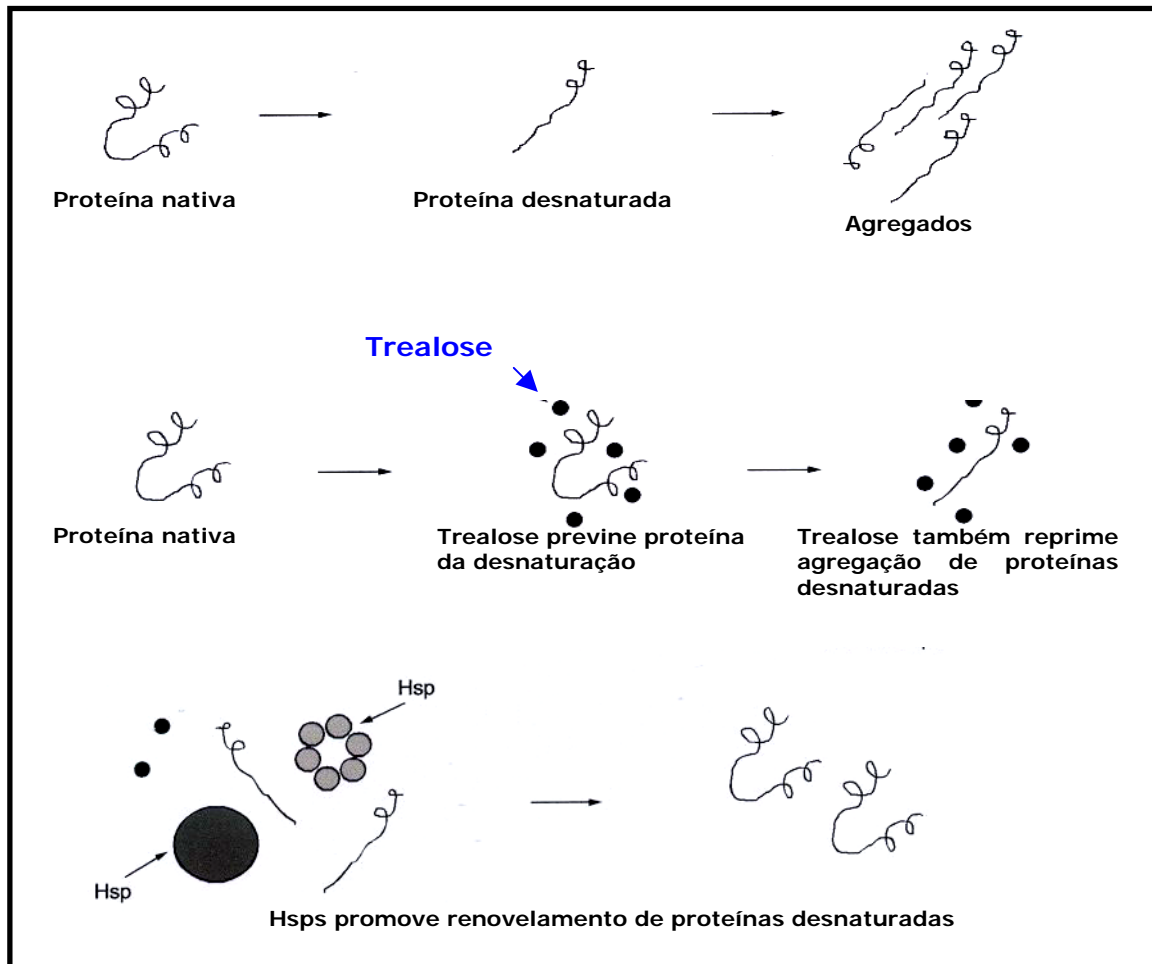 Proteína nativa
Proteína desnaturada
Agregados
Trealose
Proteína nativa
Trealose previne proteína
da desnaturação
Trealose também reprime
agregação de proteínas
desnaturadas
Hsp
Hsp
Hsps promove renovelamento de proteínas desnaturadas